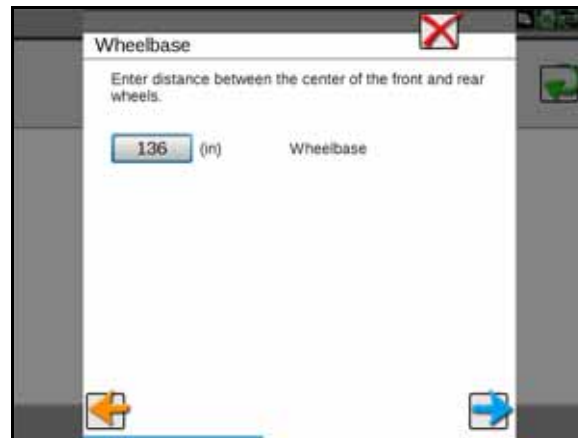 Wheelbase
Enter distance between the center of the front and rear
wheels.
136 (in) Wheelbase